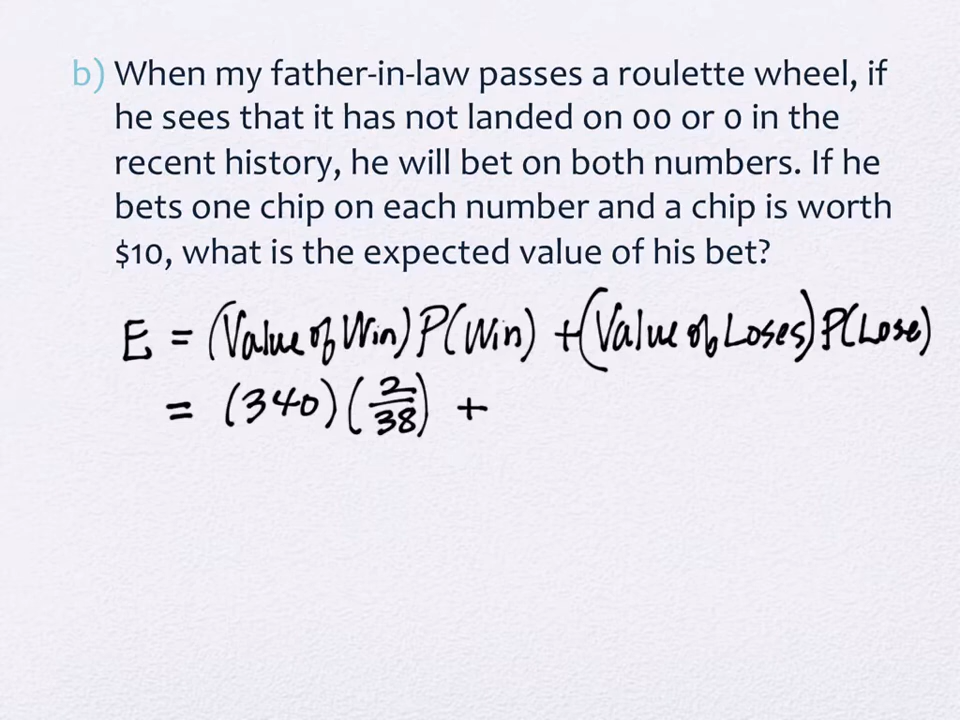 b) When my father-in-law passes a roulette wheel, if
he sees that it has not landed on 00 or 0 in the
recent history, he will bet on both numbers. If he
bets one chip on each number and a chip is worth
$10, what is the expected value of his bet?
E = (Value of Win) P(Win) + (Value of Loses) P(Lose)
= (340) (2/38) +